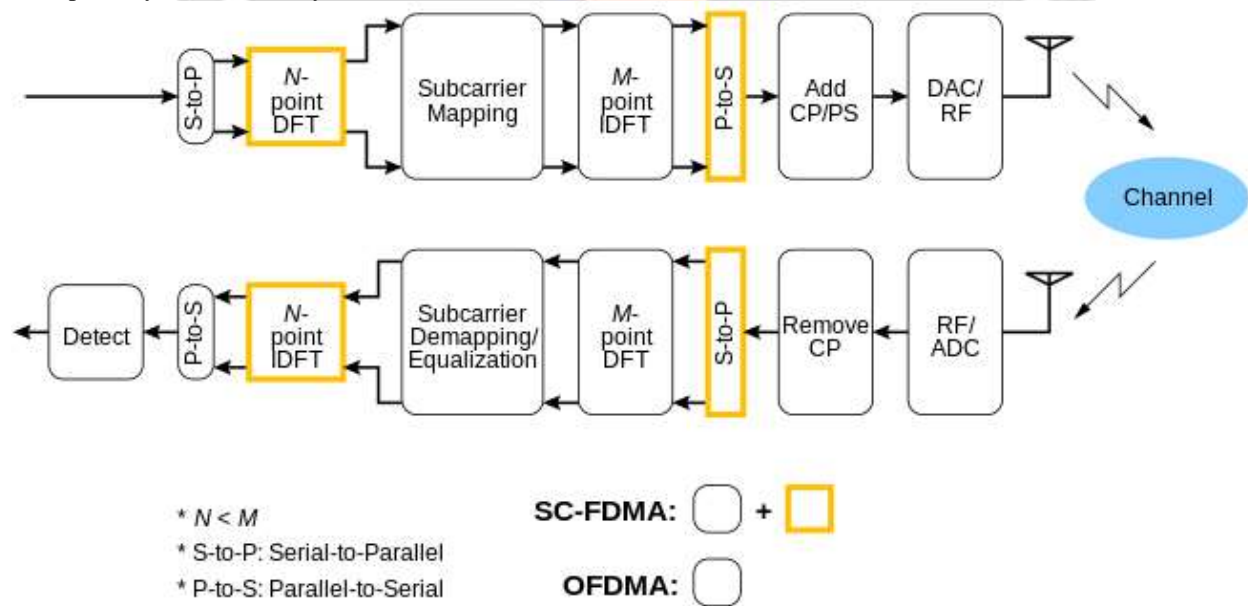 S-to-P
N-
point
DFT
Subcarrier
Mapping
M-
point
IDFT
P-to-S
Add
CP/PS
DAC/
RF
Channel
Detect
P-to-S
N-
point
IDFT
Subcarrier
Demapping/
Equalization
M-
point
DFT
S-to-P
Remove
CP
RF/
ADC
* N < M
* S-to-P: Serial-to-Parallel
* P-to-S: Parallel-to-Serial
SC-FDMA: +
OFDMA: